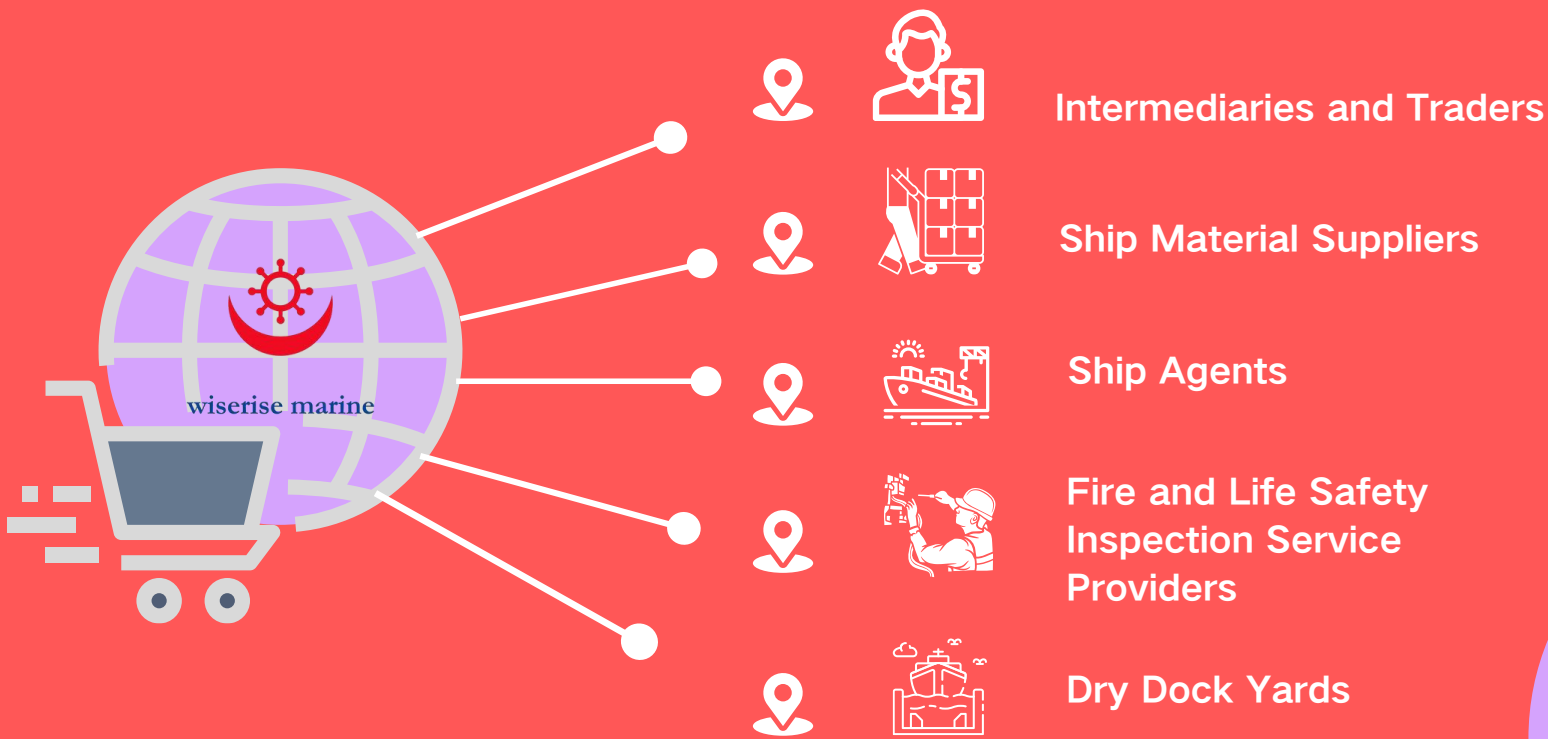 Intermediaries and Traders
Ship Material Suppliers
wiserise marine
Ship Agents
Fire and Life Safety
Inspection Service
Providers
Dry Dock Yards